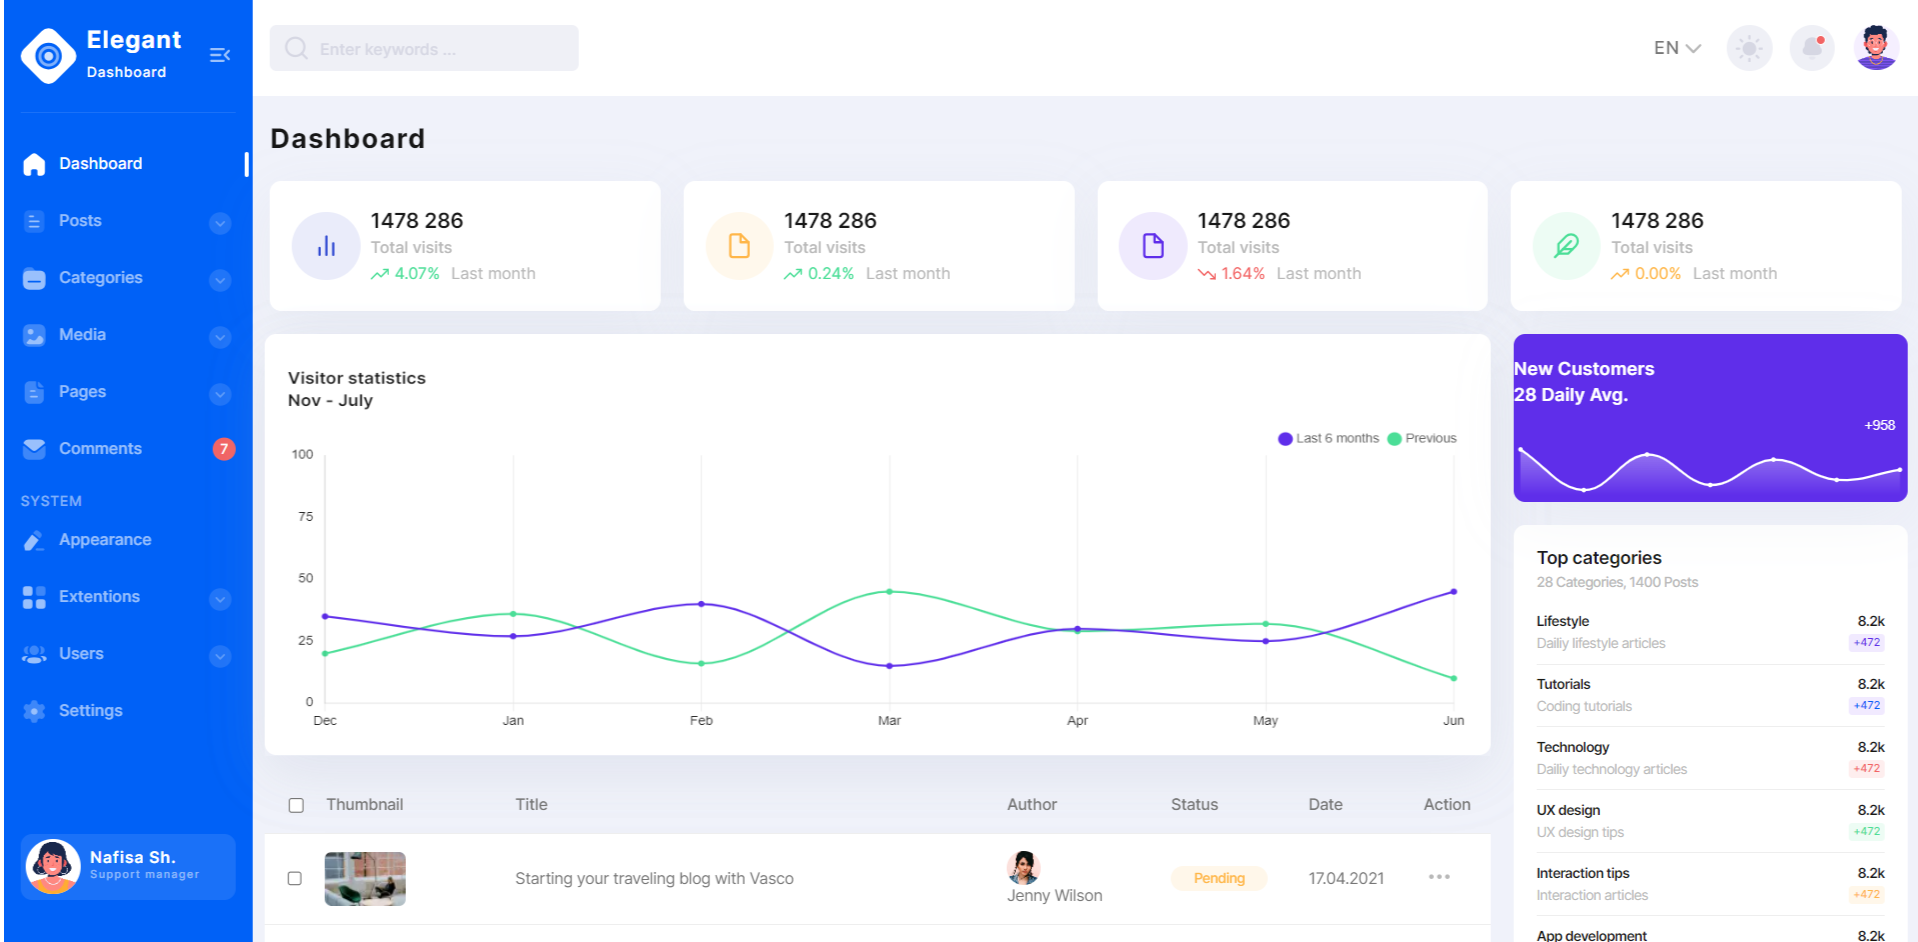 Elegant
Dashboard
Enter keywords ...
EN
Dashboard
Posts
Categories
Media
Pages
Comments
7
SYSTEM
Appearance
Extentions
Users
Settings
Nafisa Sh.
Support manager
Dashboard
1478 286
Total visits
4.07% Last month
1478 286
Total visits
0.24% Last month
1478 286
Total visits
1.64% Last month
1478 286
Total visits
0.00% Last month
Visitor statistics
Nov - July
Last 6 months Previous
100
75
50
25
0
Dec Jan Feb Mar Apr May Jun
New Customers
28 Daily Avg.
+958
Top categories
28 Categories, 1400 Posts
Lifestyle 8.2k
Dailiy lifestyle articles +472
Tutorials 8.2k
Coding tutorials +472
Technology 8.2k
Dailiy technology articles +472
UX design 8.2k
UX design tips +472
Interaction tips 8.2k
Interaction articles +472
App development 8.2k
Thumbnail Title Author Status Date Action
Starting your traveling blog with Vasco Jenny Wilson Pending 17.04.2021